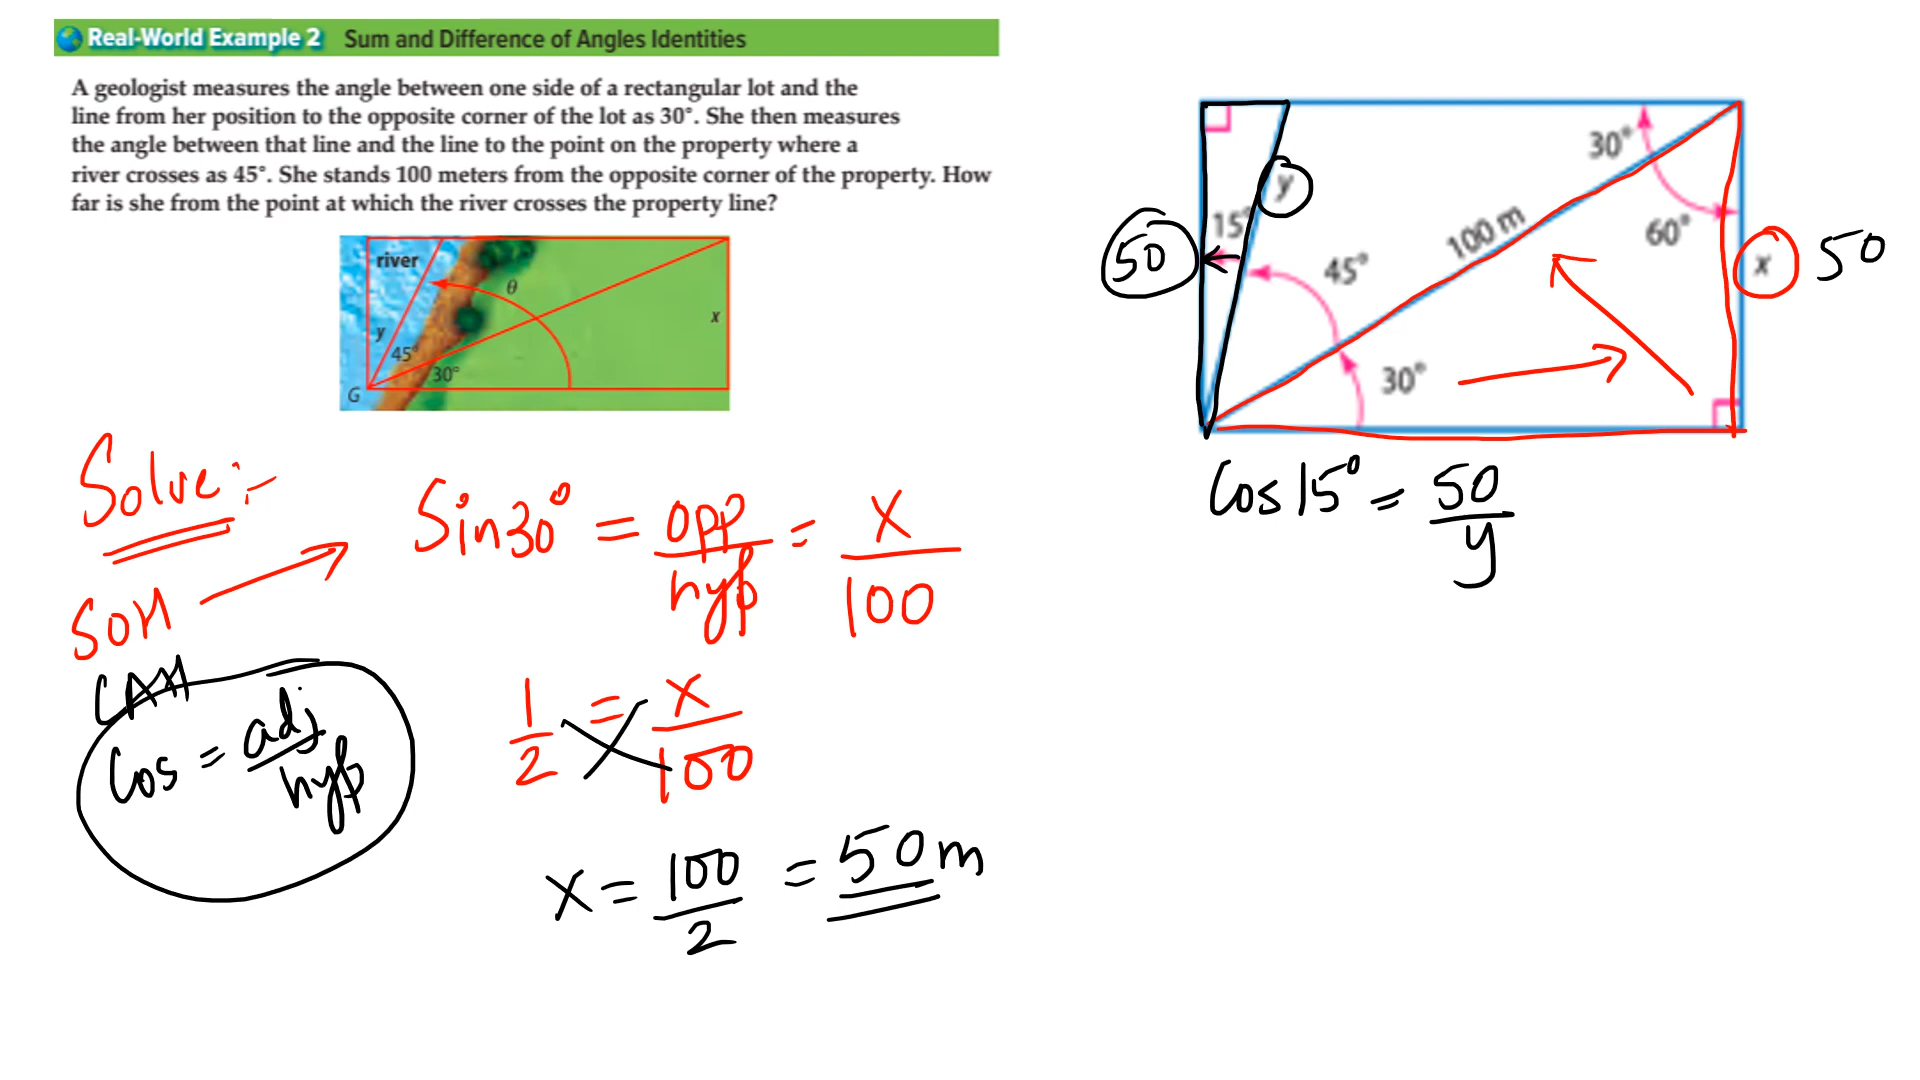 Real-World Example 2 Sum and Difference of Angles Identities
A geologist measures the angle between one side of a rectangular lot and the
line from her position to the opposite corner of the lot as 30°. She then measures
the angle between that line and the line to the point on the property where a
river crosses as 45°. She stands 100 meters from the opposite corner of the property. How
far is she from the point at which the river crosses the property line?
river
θ
x
y
45°
30°
G
30°
y
15°
60°
100 m
50
45°
x 50
30°
Solve:-
SOH
CAH
Cos = adj/hyp
Sin30° = opp/hyp = x/100
1/2 = x/100
x = 100/2 = 50m
Cos 15° = 50/y